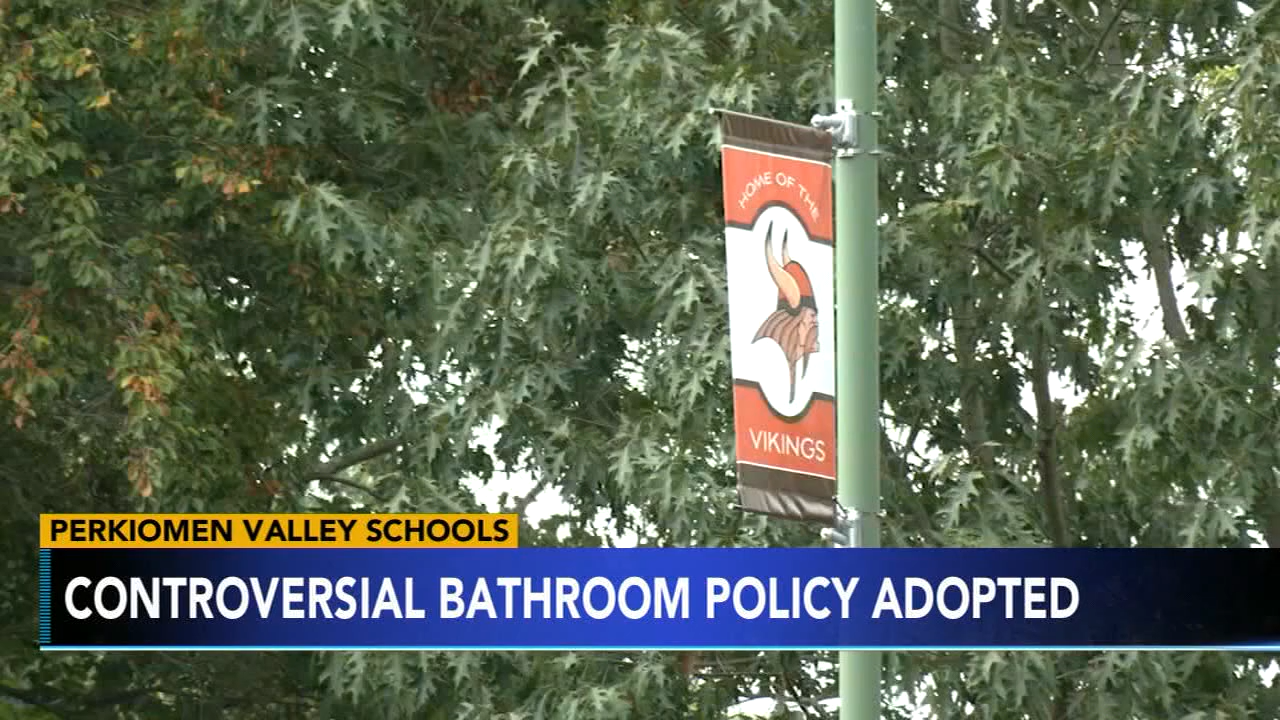 HOME OF THE
VIKINGS
PERKIOMEN VALLEY SCHOOLS
CONTROVERSIAL BATHROOM POLICY ADOPTED